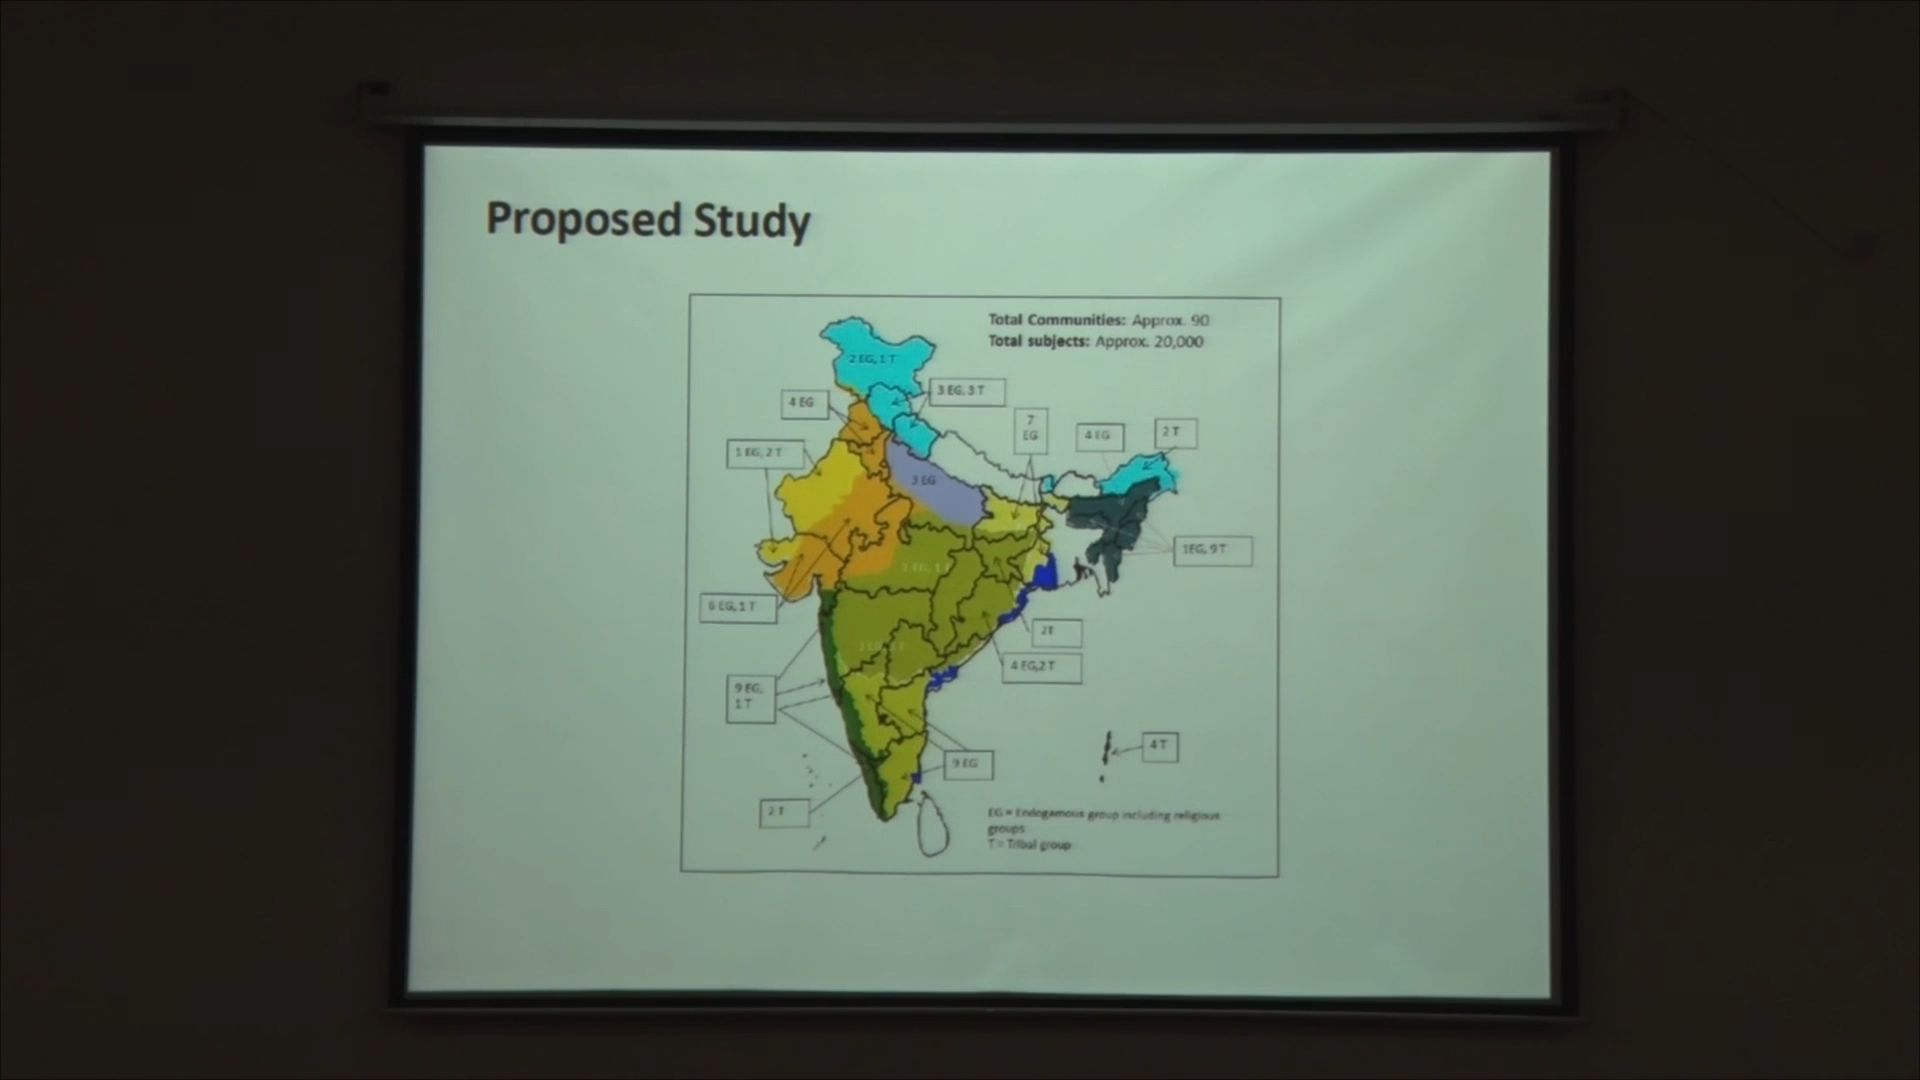 Proposed Study
Total Communities: Approx. 90
Total subjects: Approx. 20,000
2 EG, 1 T
3 EG, 3 T
4 EG
7
EG
4 EG
2 T
1 EG, 2 T
3 EG
1EG, 9 T
6 EG, 1 T
2T
4 EG,2 T
9 EG,
1 T
4 T
9 EG
2 T
EG = Endogamous group including religious
groups
T = Tribal group